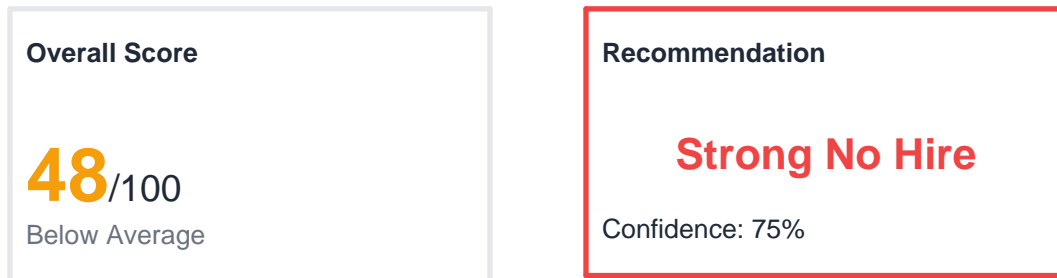 Overall Score
48/100
Below Average
Recommendation
Strong No Hire
Confidence: 75%